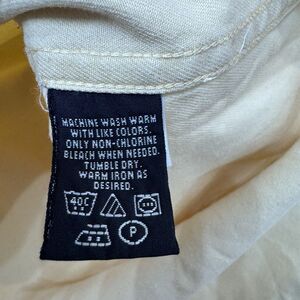 MACHINE WASH WARM
WITH LIKE COLORS.
ONLY NON-CHLORINE
BLEACH WHEN NEEDED.
TUMBLE DRY.
WARM IRON AS
DESIRED.
40C
P